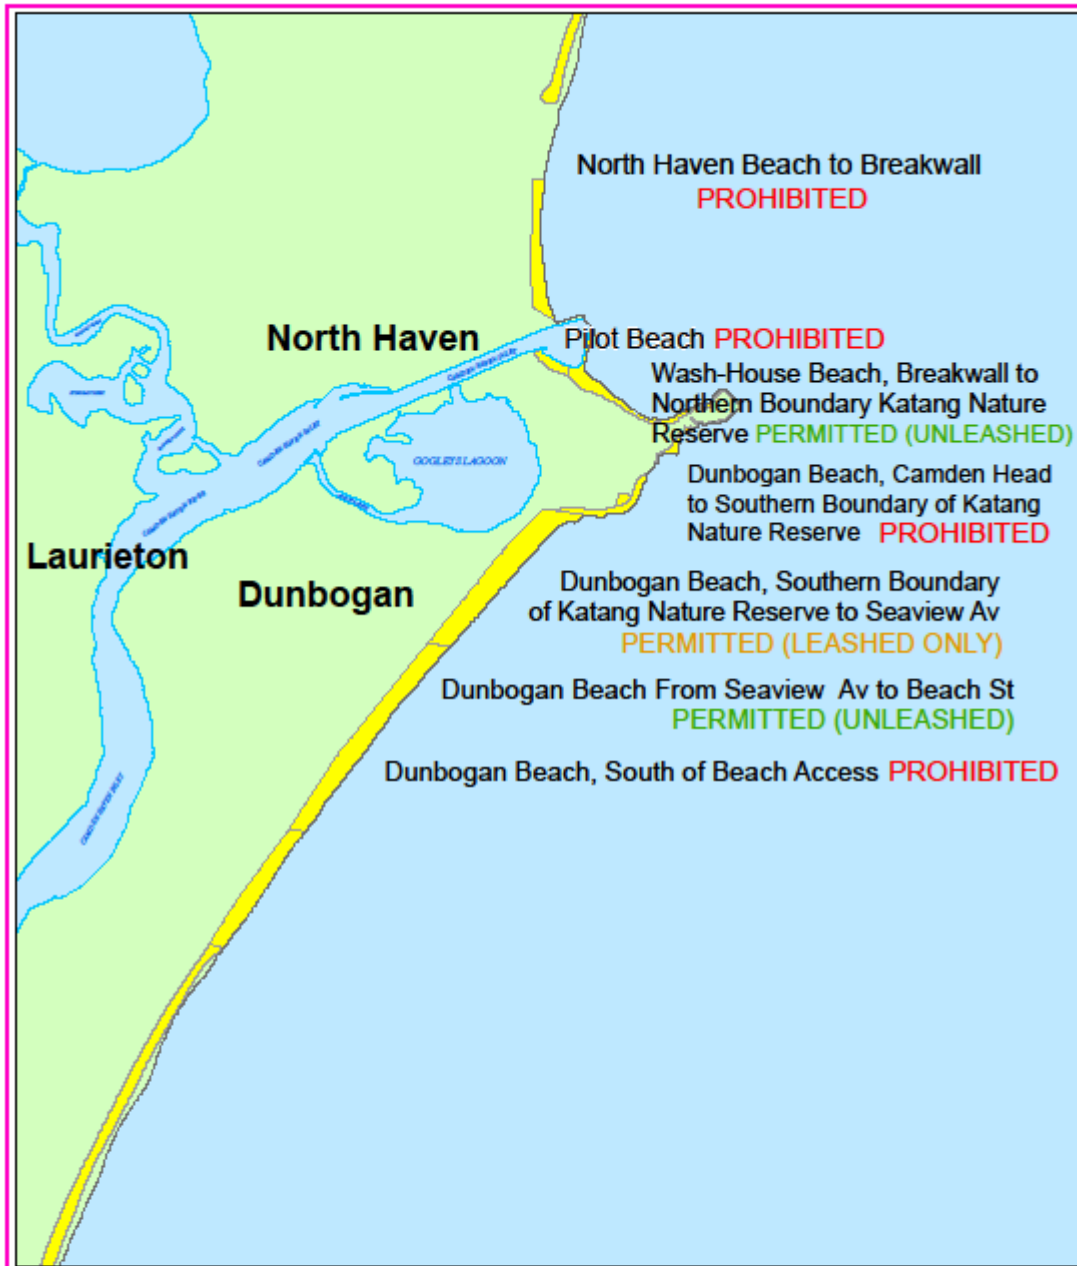 North Haven Beach to Breakwall
PROHIBITED
North Haven
Pilot Beach PROHIBITED
Wash-House Beach, Breakwall to
Northern Boundary Katang Nature
Reserve PERMITTED (UNLEASHED)
GOGLEYS LAGOON
Dunbogan Beach, Camden Head
to Southern Boundary of Katang
Nature Reserve PROHIBITED
Laurieton
Dunbogan
Dunbogan Beach, Southern Boundary
of Katang Nature Reserve to Seaview Av
PERMITTED (LEASHED ONLY)
Dunbogan Beach From Seaview Av to Beach St
PERMITTED (UNLEASHED)
Dunbogan Beach, South of Beach Access PROHIBITED
CAMDEN HAVEN INLET